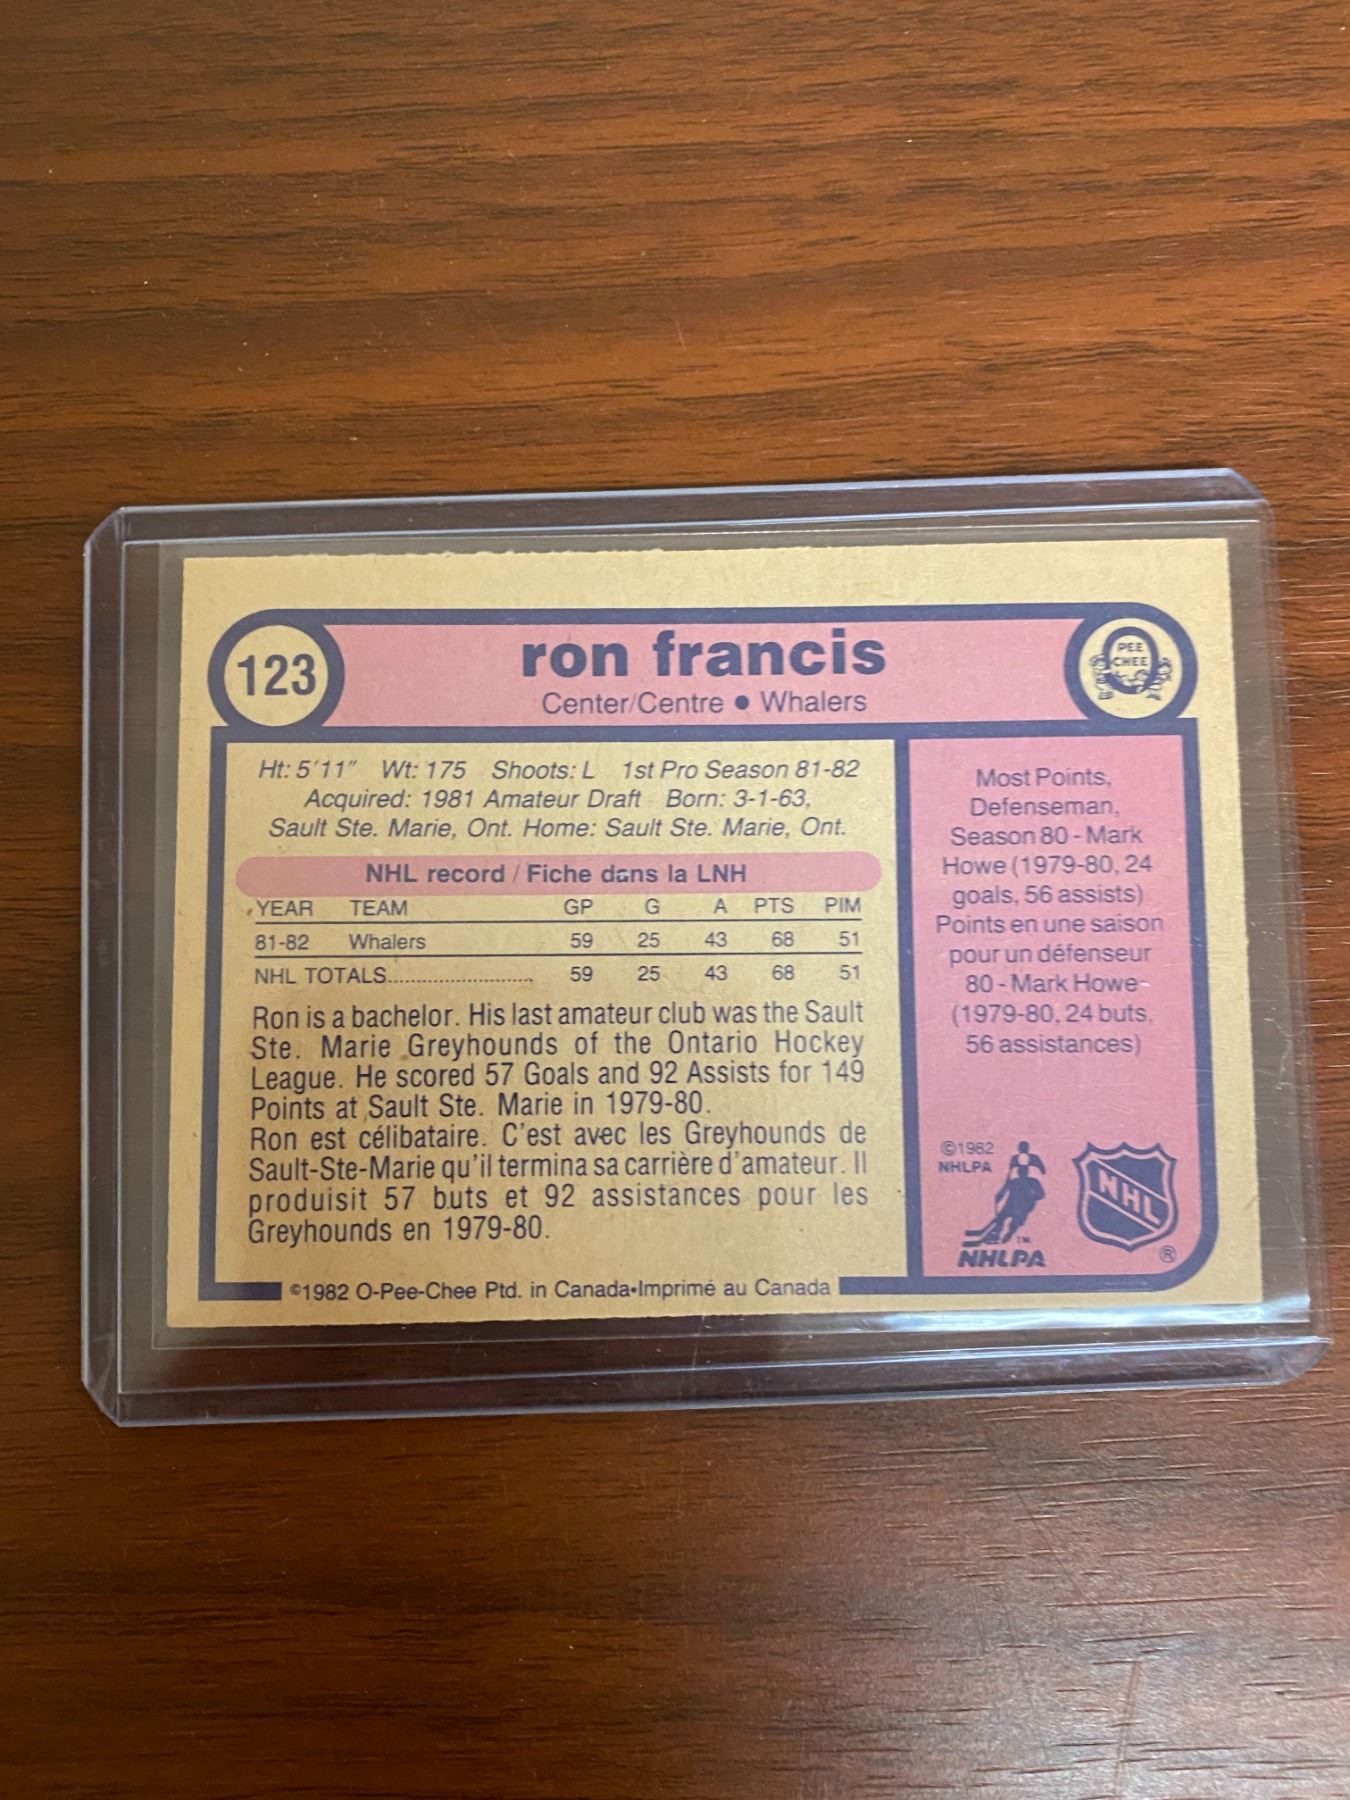 123
ron francis
Center/Centre • Whalers
PEE
CHEE
Ht: 5'11" Wt: 175 Shoots: L 1st Pro Season 81-82
Acquired: 1981 Amateur Draft Born: 3-1-63,
Sault Ste. Marie, Ont. Home: Sault Ste. Marie, Ont.
NHL record / Fiche dans la LNH
YEAR TEAM GP G A PTS PIM
81-82 Whalers 59 25 43 68 51
NHL TOTALS.......................... 59 25 43 68 51
Ron is a bachelor. His last amateur club was the Sault
Ste. Marie Greyhounds of the Ontario Hockey
League. He scored 57 Goals and 92 Assists for 149
Points at Sault Ste. Marie in 1979-80.
Ron est célibataire. C'est avec les Greyhounds de
Sault-Ste-Marie qu'il termina sa carrière d'amateur. Il
produisit 57 buts et 92 assistances pour les
Greyhounds en 1979-80.
©1982 O-Pee-Chee Ptd. in Canada•Imprimé au Canada
Most Points,
Defenseman,
Season 80 - Mark
Howe (1979-80, 24
goals, 56 assists)
Points en une saison
pour un défenseur
80 - Mark Howe-
(1979-80, 24 buts,
56 assistances)
©1982
NHLPA
TM
NHLPA
NHL
®